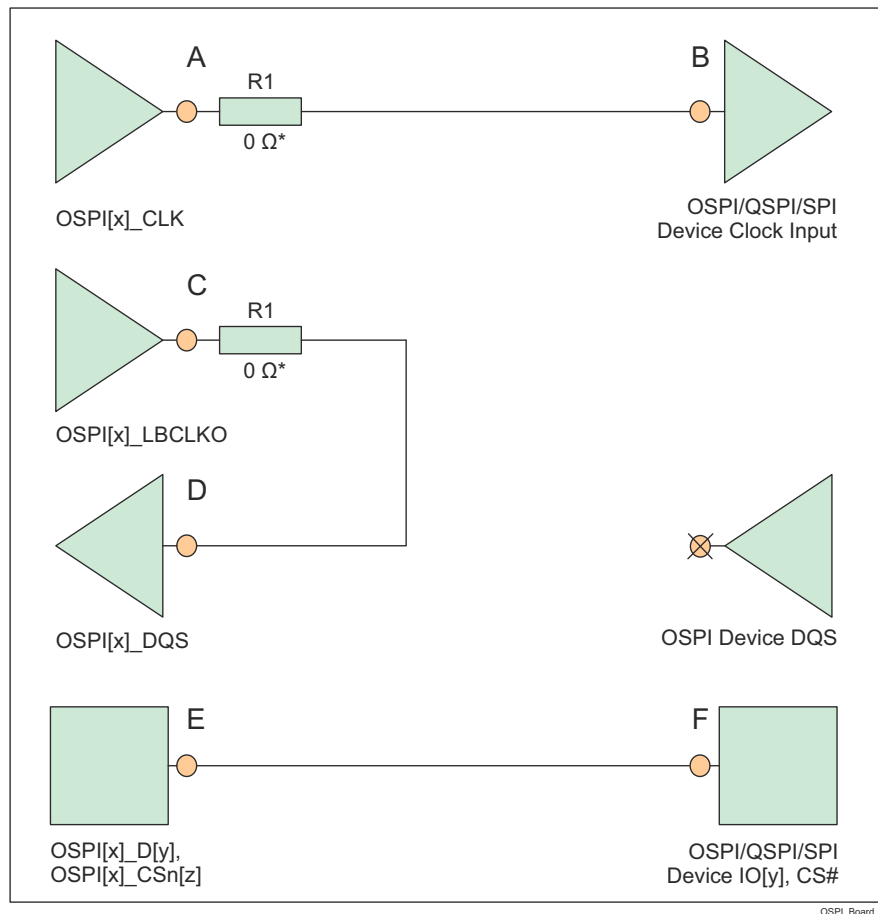 A
B
R1
0 Ω*
OSPI[x]_CLK
OSPI/QSPI/SPI
Device Clock Input
C
R1
0 Ω*
OSPI[x]_LBCLKO
D
OSPI[x]_DQS
OSPI Device DQS
E
F
OSPI[x]_D[y],
OSPI[x]_CSn[z]
OSPI/QSPI/SPI
Device IO[y], CS#
OSPI_Board